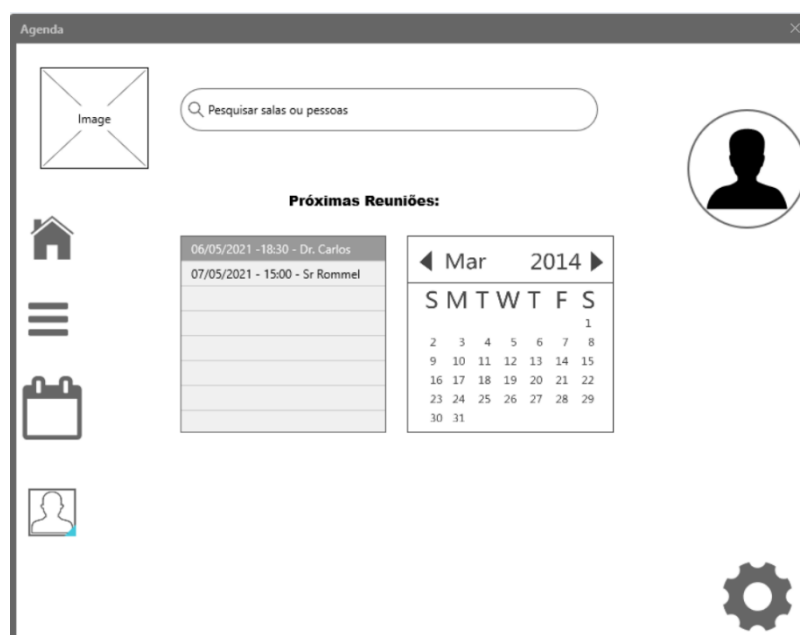 Agenda
Image
Pesquisar salas ou pessoas
Próximas Reuniões:
06/05/2021 -18:30 - Dr. Carlos
07/05/2021 - 15:00 - Sr Rommel
Mar 2014
S M T W T F S
1
2 3 4 5 6 7 8
9 10 11 12 13 14 15
16 17 18 19 20 21 22
23 24 25 26 27 28 29
30 31